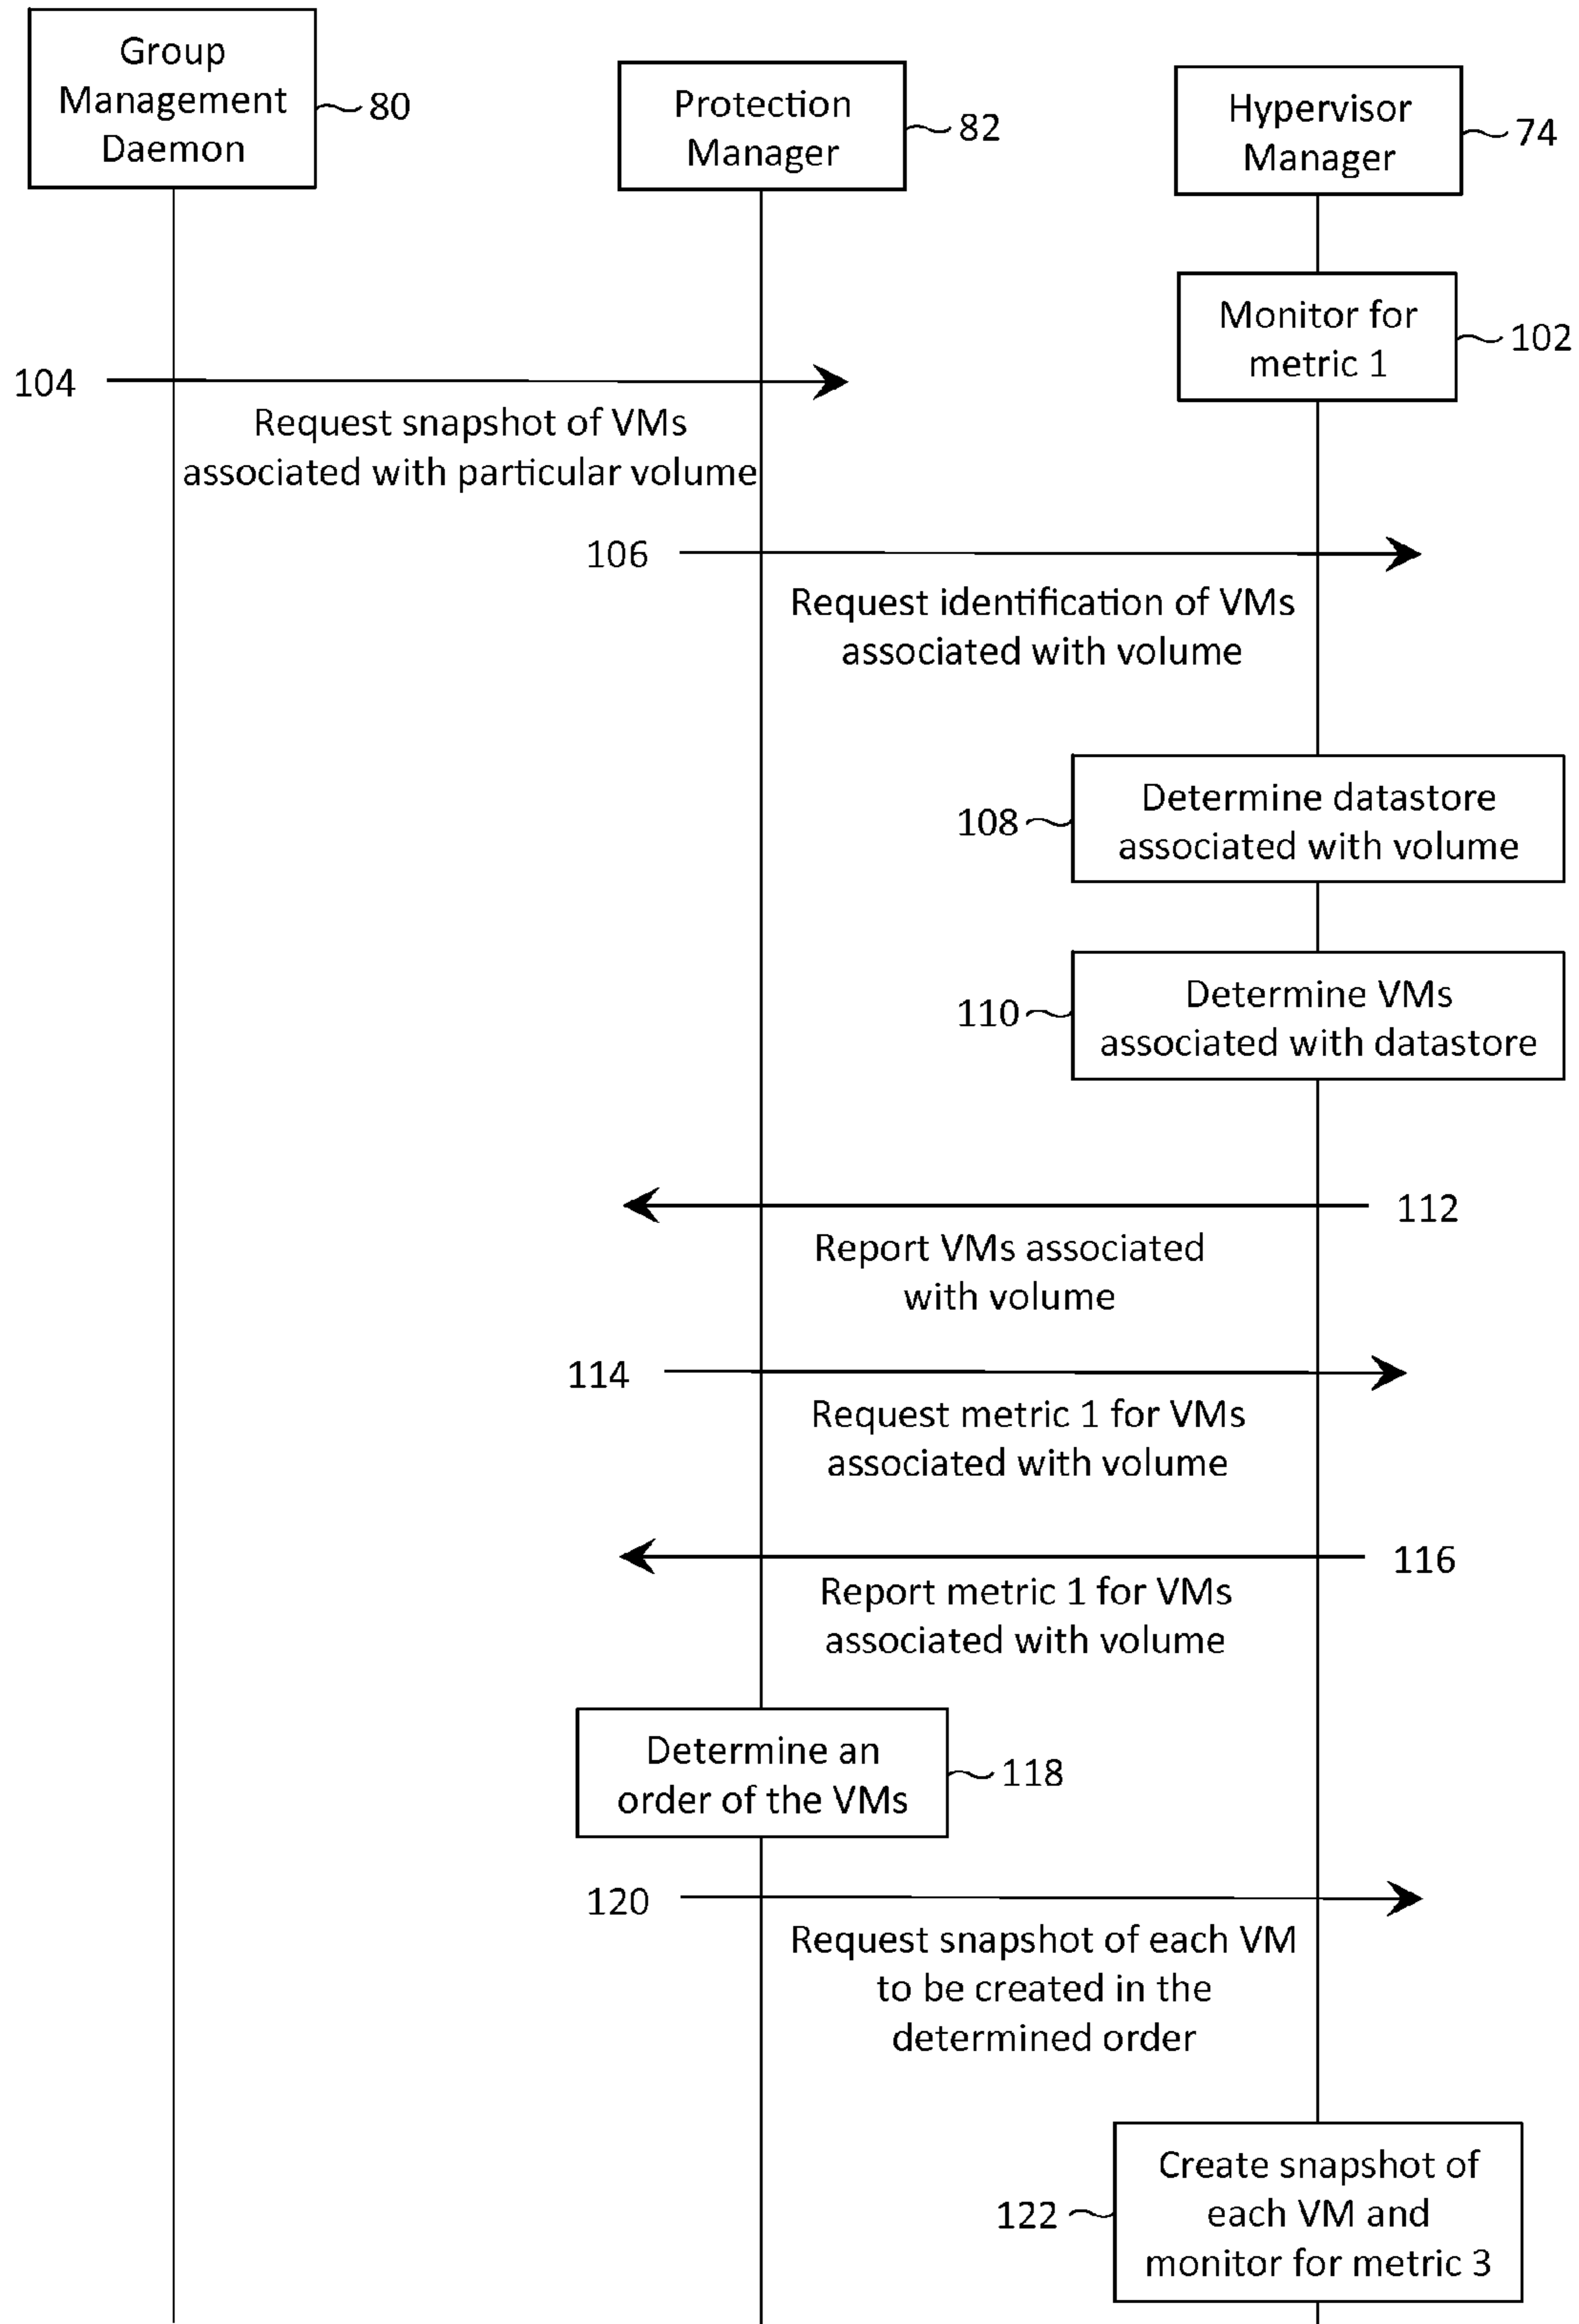 Group
Management
Daemon
80
Protection
Manager
82
Hypervisor
Manager
74
Monitor for
metric 1
102
104
Request snapshot of VMs
associated with particular volume
106
Request identification of VMs
associated with volume
108
Determine datastore
associated with volume
110
Determine VMs
associated with datastore
112
Report VMs associated
with volume
114
Request metric 1 for VMs
associated with volume
116
Report metric 1 for VMs
associated with volume
Determine an
order of the VMs
118
120
Request snapshot of each VM
to be created in the
determined order
122
Create snapshot of
each VM and
monitor for metric 3